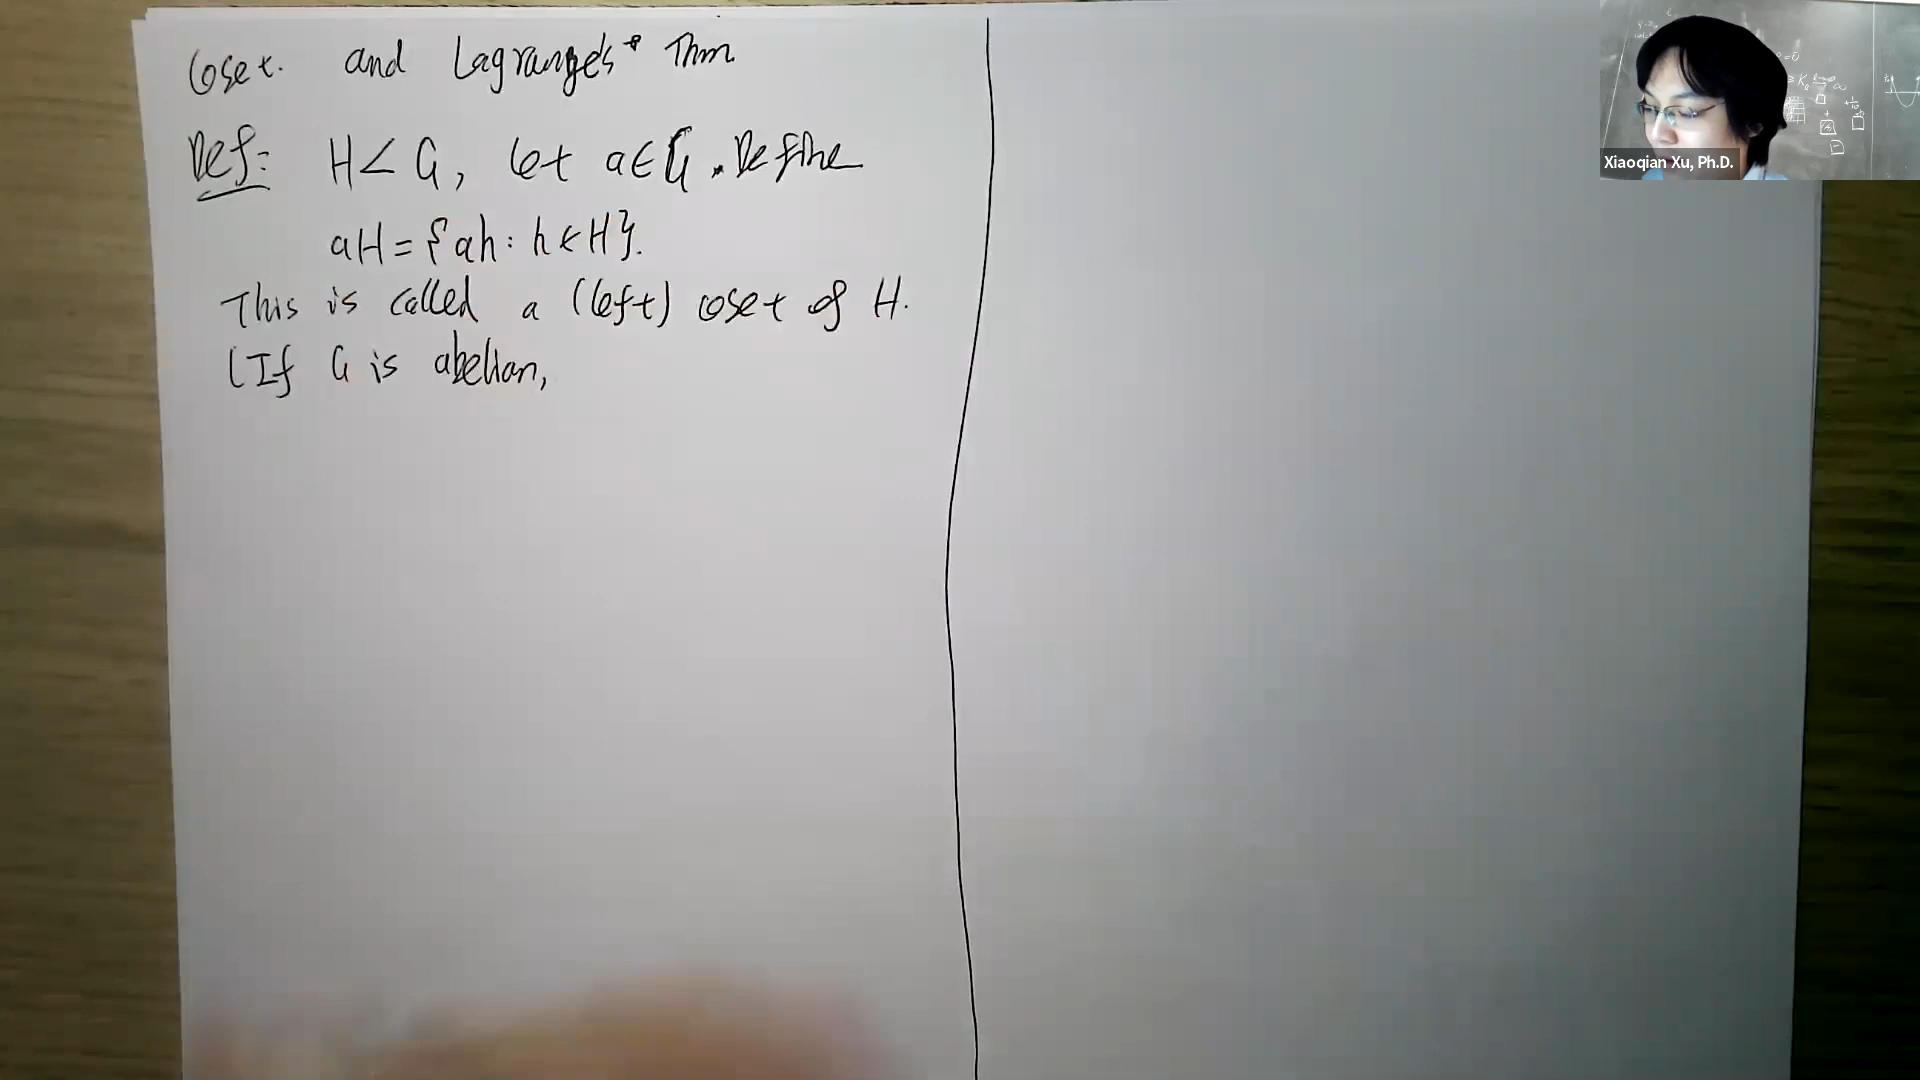 Coset. and Lagrange's Thm
Def: H < G, let a ∈ G. Define
aH = {ah : h ∈ H}.
This is called a (left) coset of H.
(If G is abelian,
Xiaoqian Xu, Ph.D.